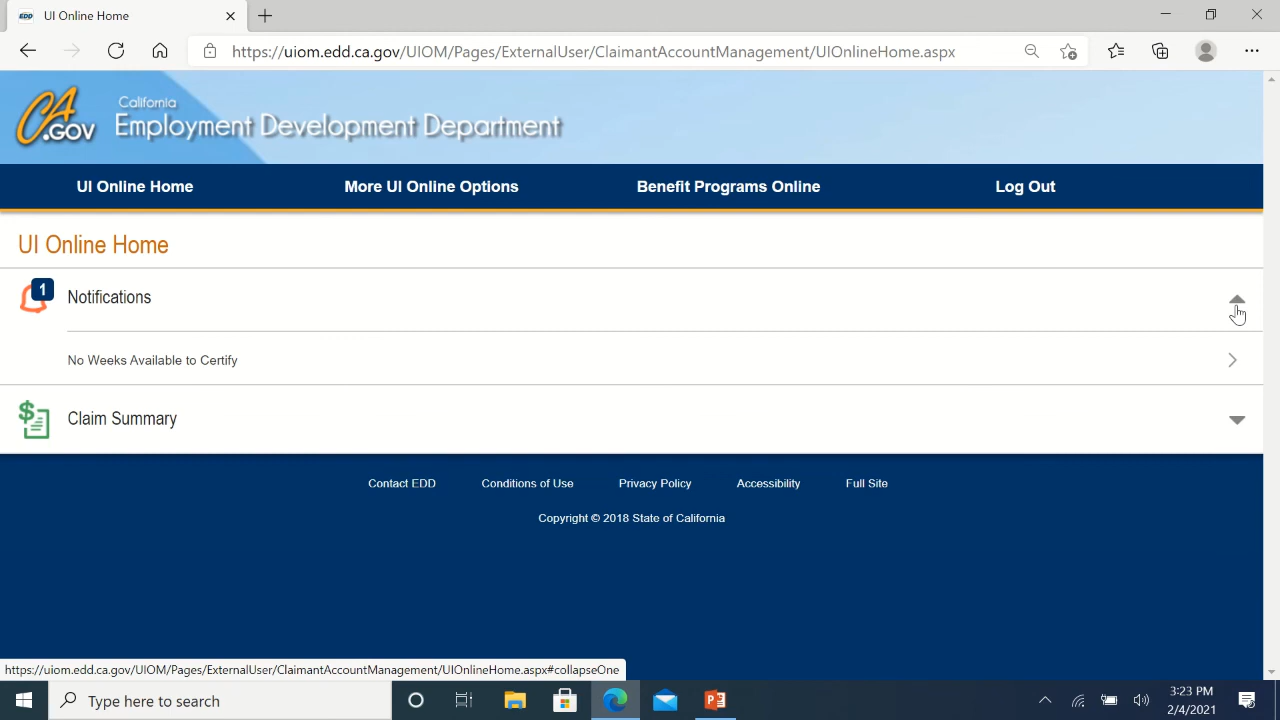 EDD
UI Online Home
https://uiom.edd.ca.gov/UIOM/Pages/ExternalUser/ClaimantAccountManagement/UIOnlineHome.aspx
CA.GOV
California
Employment Development Department
UI Online Home
More UI Online Options
Benefit Programs Online
Log Out
UI Online Home
1
Notifications
No Weeks Available to Certify
$
Claim Summary
Contact EDD
Conditions of Use
Privacy Policy
Accessibility
Full Site
Copyright © 2018 State of California
https://uiom.edd.ca.gov/UIOM/Pages/ExternalUser/ClaimantAccountManagement/UIOnlineHome.aspx#collapseOne
Type here to search
3:23 PM
2/4/2021